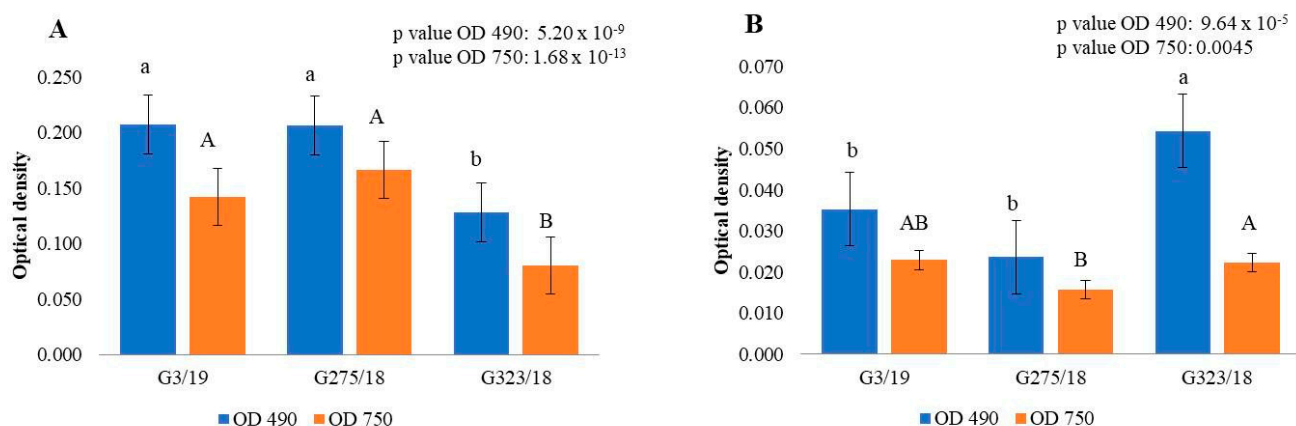 A
p value OD 490: 5.20 x 10-9
p value OD 750: 1.68 x 10-13
Optical density
0.250
0.200
0.150
0.100
0.050
0.000
a
A
a
A
b
B
G3/19
G275/18
G323/18
OD 490
OD 750
B
p value OD 490: 9.64 x 10-5
p value OD 750: 0.0045
Optical density
0.070
0.060
0.050
0.040
0.030
0.020
0.010
0.000
b
AB
b
B
a
A
G3/19
G275/18
G323/18
OD 490
OD 750